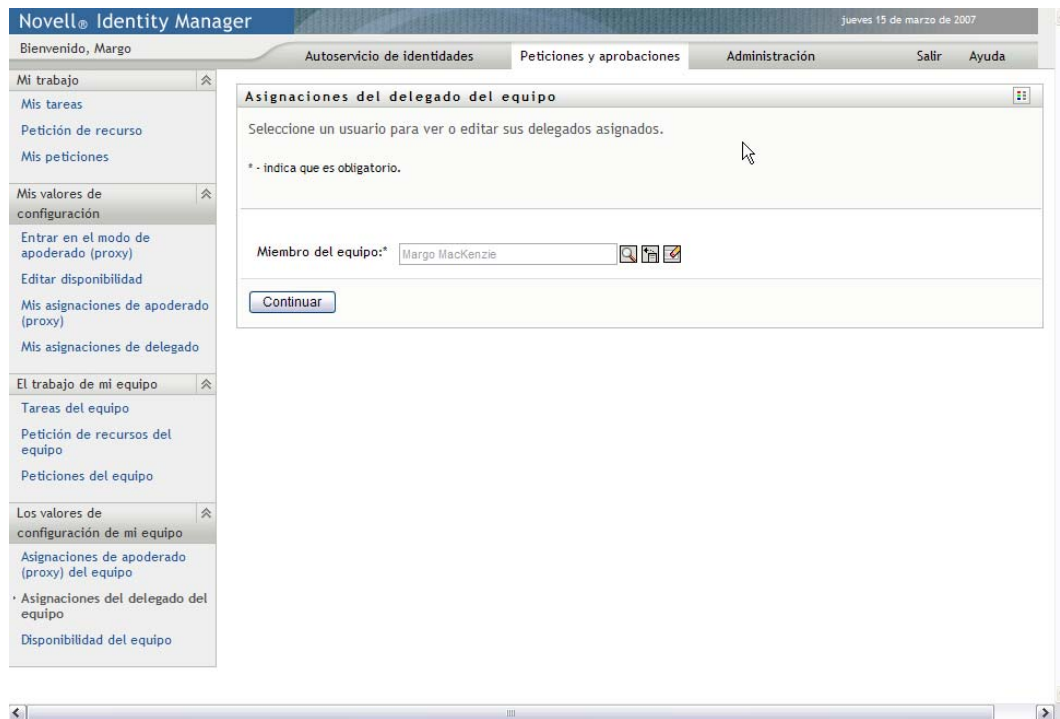 Novell® Identity Manager
jueves 15 de marzo de 2007
Bienvenido, Margo
Autoservicio de identidades
Peticiones y aprobaciones
Administración
Salir
Ayuda
Mi trabajo
Mis tareas
Petición de recurso
Mis peticiones
Mis valores de
configuración
Entrar en el modo de
apoderado (proxy)
Editar disponibilidad
Mis asignaciones de apoderado
(proxy)
Mis asignaciones de delegado
El trabajo de mi equipo
Tareas del equipo
Petición de recursos del
equipo
Peticiones del equipo
Los valores de
configuración de mi equipo
Asignaciones de apoderado
(proxy) del equipo
· Asignaciones del delegado del
equipo
Disponibilidad del equipo
Asignaciones del delegado del equipo
Seleccione un usuario para ver o editar sus delegados asignados.
* - indica que es obligatorio.
Miembro del equipo:* Margo MacKenzie
Continuar